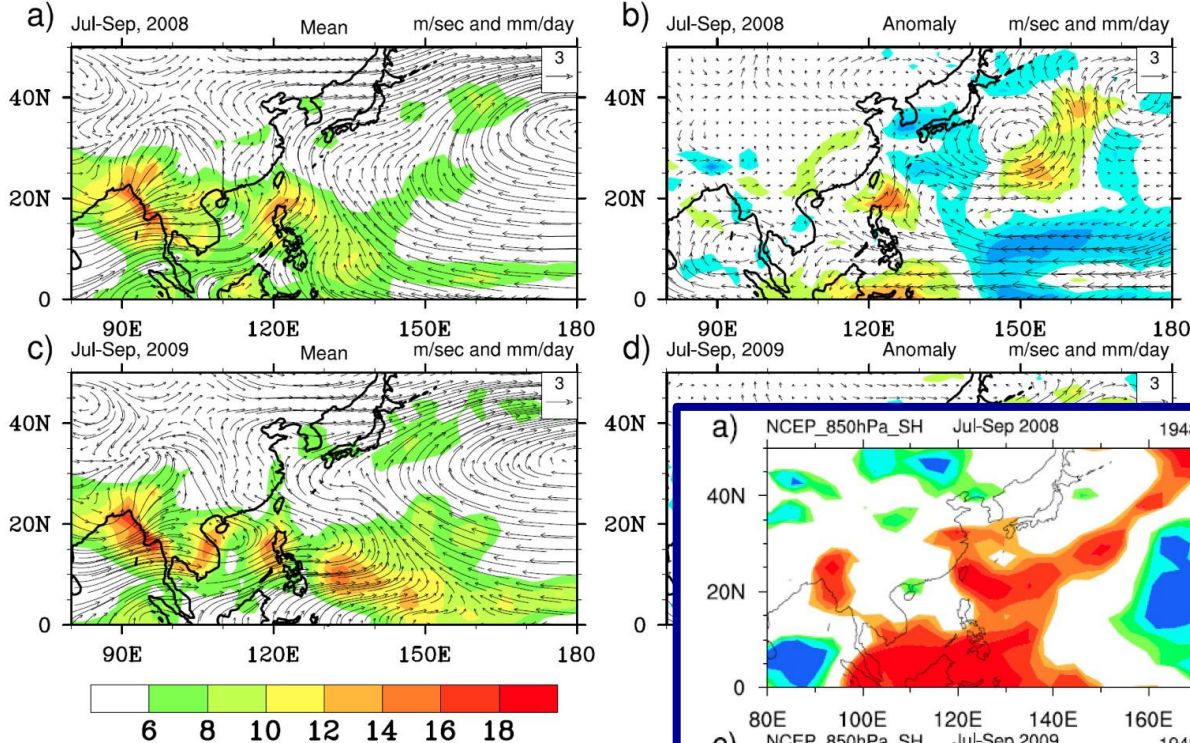 a) Jul-Sep, 2008 Mean m/sec and mm/day
3
40N
20N
0
90E 120E 150E 180
b) Jul-Sep, 2008 Anomaly m/sec and mm/day
3
40N
20N
0
90E 120E 150E 180
c) Jul-Sep, 2009 Mean m/sec and mm/day
3
40N
20N
0
90E 120E 150E 180
6 8 10 12 14 16 18
d) Jul-Sep, 2009 Anomaly m/sec and mm/day
3
a) NCEP_850hPa_SH Jul-Sep 2008
40N
20N
0
80E 100E 120E 140E 160E
NCEP_850hPa_SH Jul-Sep 2009